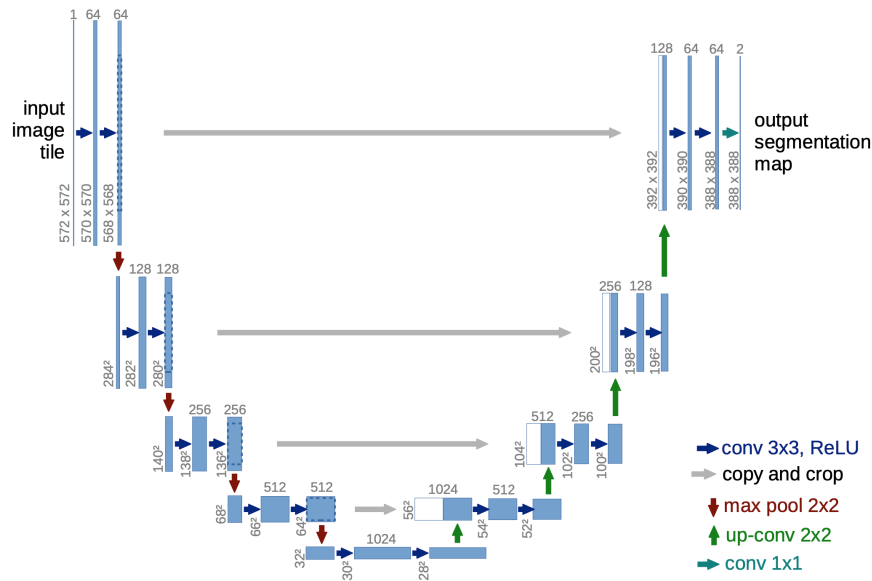 1 64 64
input
image
tile
572 x 572
570 x 570
568 x 568
128 64 64 2
output
segmentation
map
392 x 392
390 x 390
388 x 388
388 x 388
128 128
284²
282²
280²
256 128
200²
198²
196²
256 256
140²
138²
136²
512 256
104²
102²
100²
512 512
68²
66²
64²
1024 512
56²
54²
52²
1024
32²
30²
28²
conv 3x3, ReLU
copy and crop
max pool 2x2
up-conv 2x2
conv 1x1